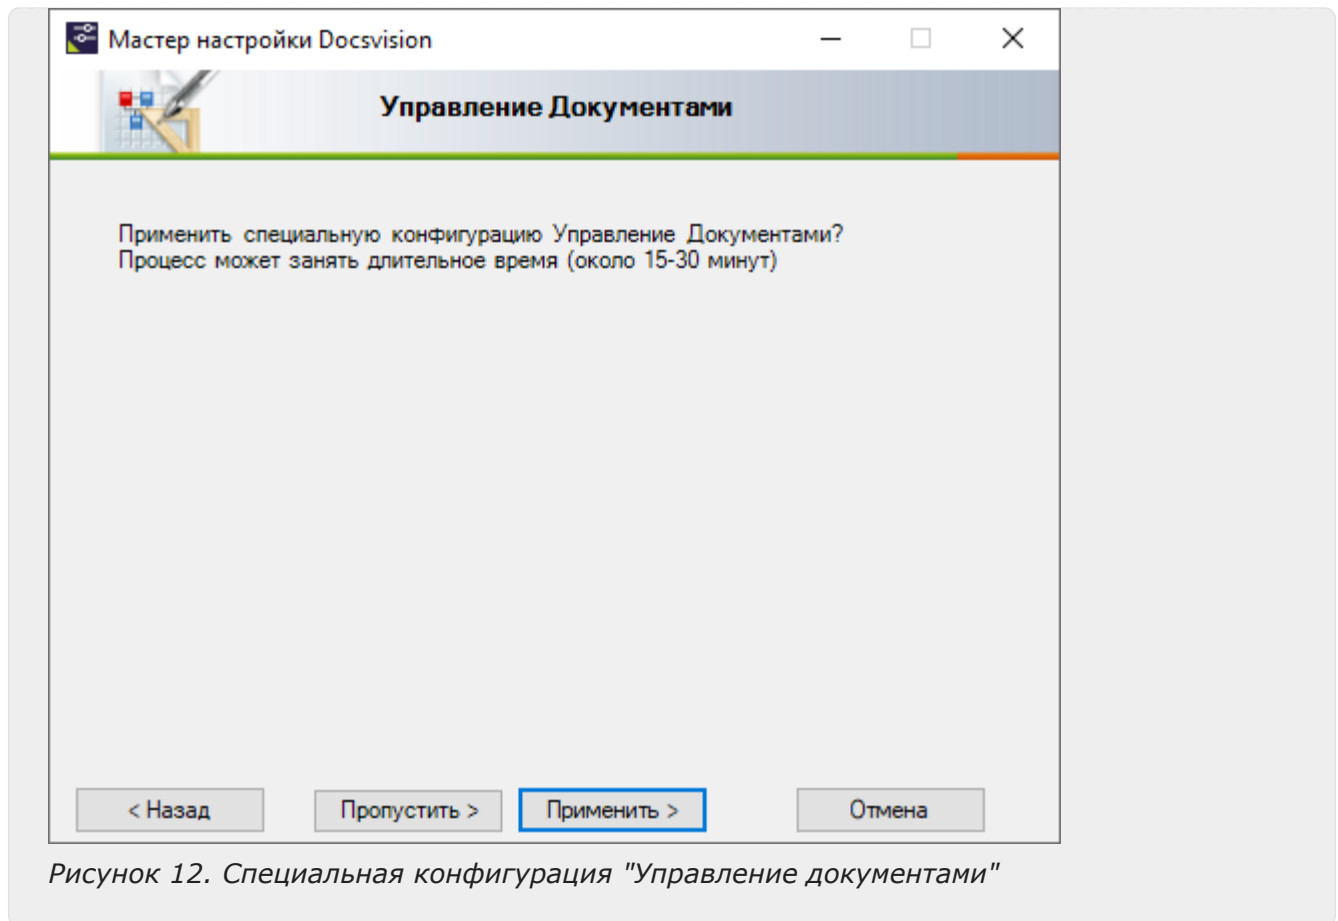 Мастер настройки Docsvision
Управление Документами
Применить специальную конфигурацию Управление Документами?
Процесс может занять длительное время (около 15-30 минут)
< Назад
Пропустить >
Применить >
Отмена
Рисунок 12. Специальная конфигурация "Управление документами"